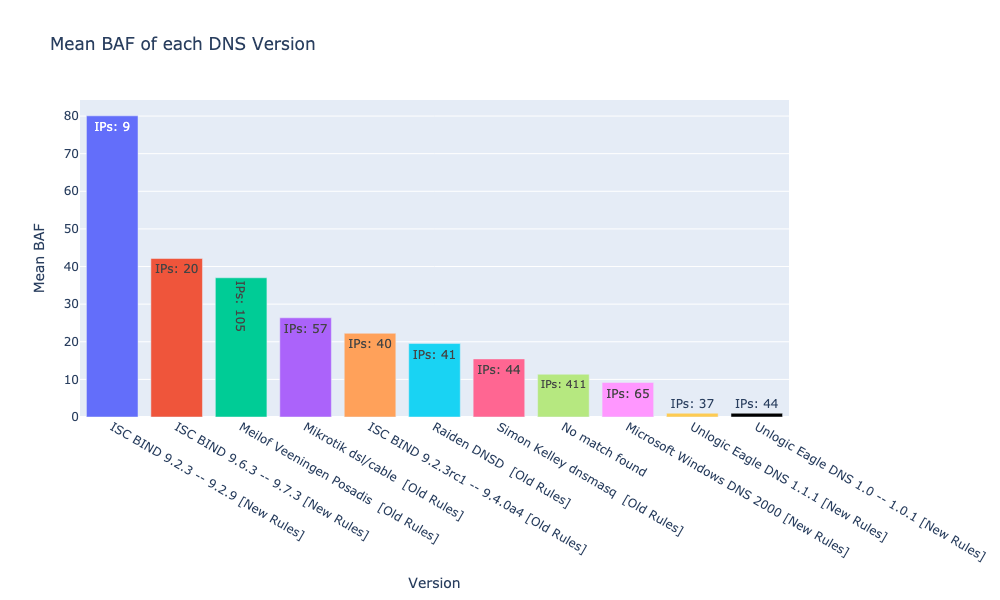 Mean BAF of each DNS Version
Mean BAF
80
70
60
50
40
30
20
10
0
IPs: 9
IPs: 20
IPs: 105
IPs: 57
IPs: 40
IPs: 41
IPs: 44
IPs: 411
IPs: 65
IPs: 37
IPs: 44
ISC BIND 9.2.3 -- 9.2.9 [New Rules]
ISC BIND 9.6.3 -- 9.7.3 [New Rules]
Meilof Veeningen Posadis  [Old Rules]
Mikrotik dsl/cable  [Old Rules]
ISC BIND 9.2.3rc1 -- 9.4.0a4 [Old Rules]
Raiden DNSD  [Old Rules]
Simon Kelley dnsmasq  [Old Rules]
No match found
Microsoft Windows DNS 2000 [New Rules]
Unlogic Eagle DNS 1.1.1 [New Rules]
Unlogic Eagle DNS 1.0 -- 1.0.1 [New Rules]
Version